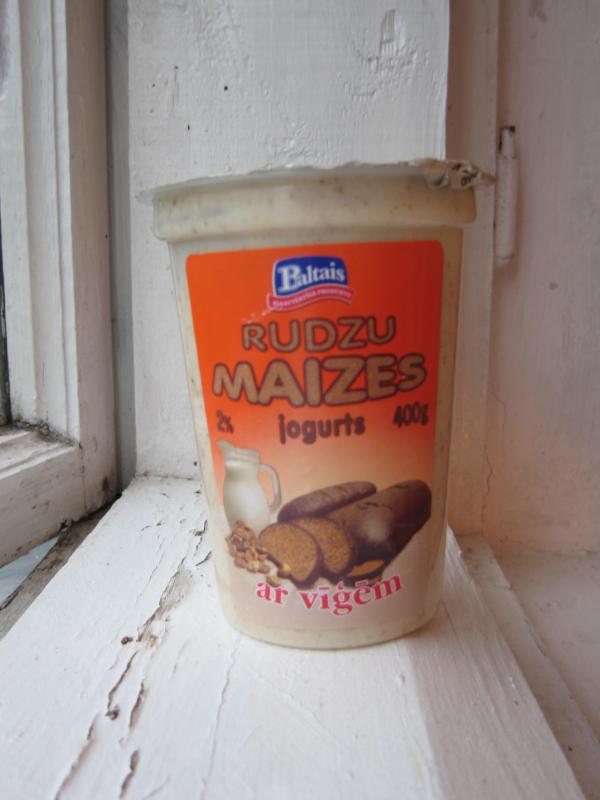 Baltais
RUDZU
MAIZES
2% jogurts 400g
ar vīģēm